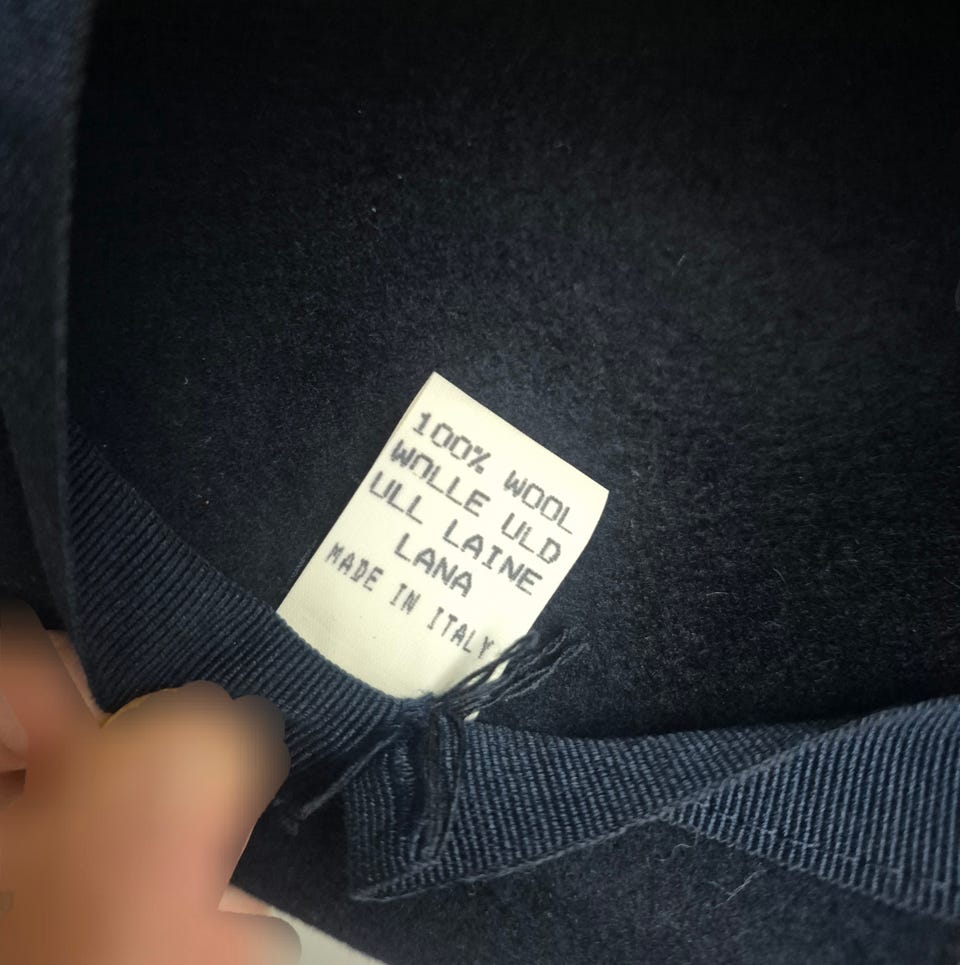 100% WOOL
WOLLE ULD
ULL LAINE
LANA
MADE IN ITALY